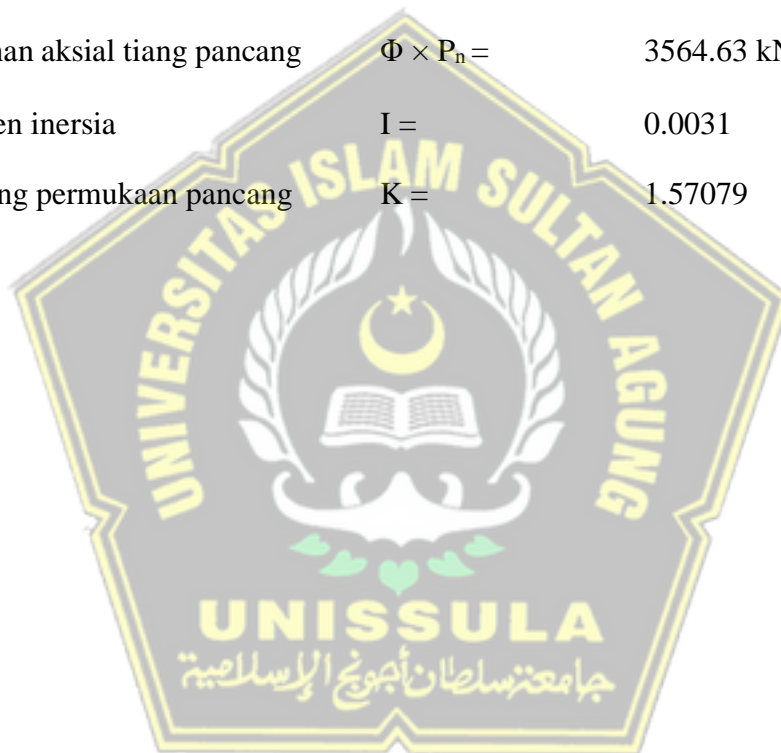 nan aksial tiang pancang Φ × Pn = 3564.63 kN
en inersia I = 0.0031
ng permukaan pancang K = 1.57079
UNIVERSITAS ISLAM SULTAN AGUNG
UNISSULA
جامعة سلطان أجونج الإسلامية